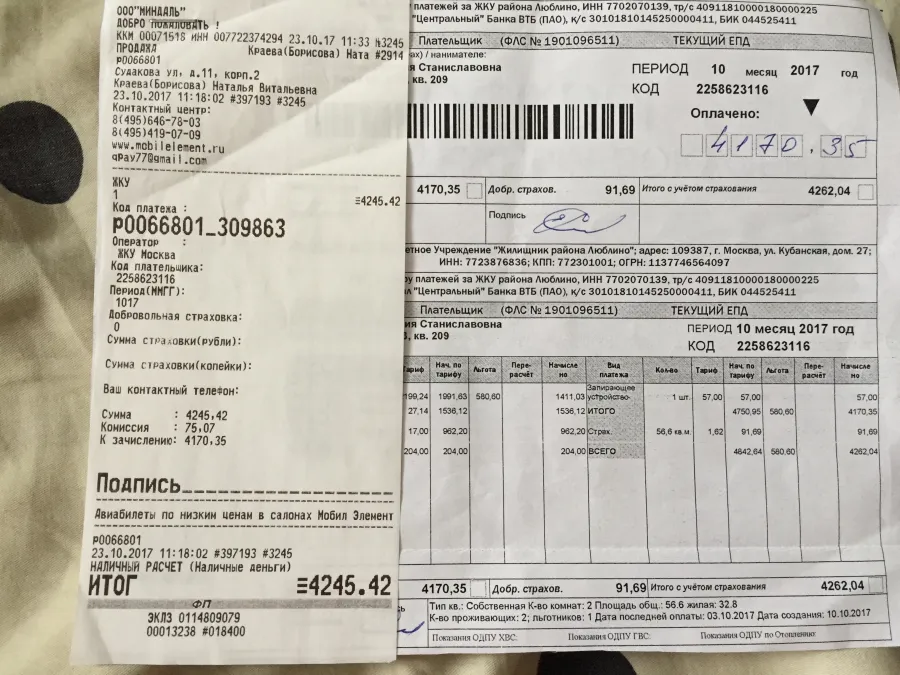 ООО"МИНДАЛЬ"
ДОБРО ПОЖАЛОВАТЬ !
ККМ 00071518 ИНН 007722374294 23.10.17 11:33 №3245
ПРОДАЖА Краева(Борисова) Ната #2914
р0066801
Судакова ул, д.11, корп.2
Краева(Борисова) Наталья Витальевна
23.10.2017 11:18:02 #397193 #3245
Контактный центр:
8(495)646-78-03
8(495)419-07-09
www.mobilelement.ru
qpay77@gmail.com
ЖКУ
1 ≡4245.42
Код платежа :
р0066801_309863
Оператор :
ЖКУ Москва
Код плательщика:
2258623116
Период(ММГГ):
1017
Добровольная страховка:
0
Сумма страховки(рубли):
Сумма страховки(копейки):
Ваш контактный телефон:
Сумма : 4245,42
Комиссия : 75,07
К зачислению: 4170,35
Подпись
Авиабилеты по низким ценам в салонах Мобил Элемент
р0066801
23.10.2017 11:18:02 #397193 #3245
НАЛИЧНЫЙ РАСЧЕТ (Наличные деньги)
ИТОГ ≡4245.42
ФП
ЭКЛЗ 0114809079
00013238 #018400
платежей за ЖКУ района Люблино, ИНН 7702070139, тр/с 40911810000180000225
"Центральный" Банка ВТБ (ПАО), к/с 30101810145250000411, БИК 044525411
Плательщик (ФЛС № 1901096511) ТЕКУЩИЙ ЕПД
/ нанимателе:
я Станиславовна
кв. 209
ПЕРИОД 10 месяц 2017 год
КОД 2258623116
Оплачено:
4170,35
4170,35 Добр. страхов. 91,69 Итого с учётом страхования 4262,04
Подпись
Учреждение "Жилищник района Люблино"; адрес: 109387, г. Москва, ул. Кубанская, дом. 27;
ИНН: 7723876836; КПП: 772301001; ОГРН: 1137746564097
платежей за ЖКУ района Люблино, ИНН 7702070139, тр/с 40911810000180000225
"Центральный" Банка ВТБ (ПАО), к/с 30101810145250000411, БИК 044525411
Плательщик (ФЛС № 1901096511) ТЕКУЩИЙ ЕПД
ия Станиславовна
, кв. 209
ПЕРИОД 10 месяц 2017 год
КОД 2258623116
Тариф Нач. по тарифу Льгота Пере-расчёт Начислено Вид платежа Кол-во Тариф Нач. по тарифу Льгота Пере-расчёт Начислено
199,24 1991,63 580,60 1411,03 Запирающее устройство 1 шт. 57,00 57,00 57,00
27,14 1536,12 1536,12 ИТОГО 4750,95 580,60 4170,35
17,00 962,20 962,20 Страх. 56,6 кв.м. 1,62 91,69 91,69
204,00 204,00 204,00 ВСЕГО 4842,64 580,60 4262,04
4170,35 Добр. страхов. 91,69 Итого с учётом страхования 4262,04
Тип кв.: Собственная К-во комнат: 2 Площадь общ.: 56.6 жилая: 32.8
К-во проживающих: 2; льготников: 1 Дата последней оплаты: 03.10.2017 Дата создания: 10.10.2017
Показания ОДПУ ХВС: Показания ОДПУ ГВС: Показания ОДПУ по Отоплению: